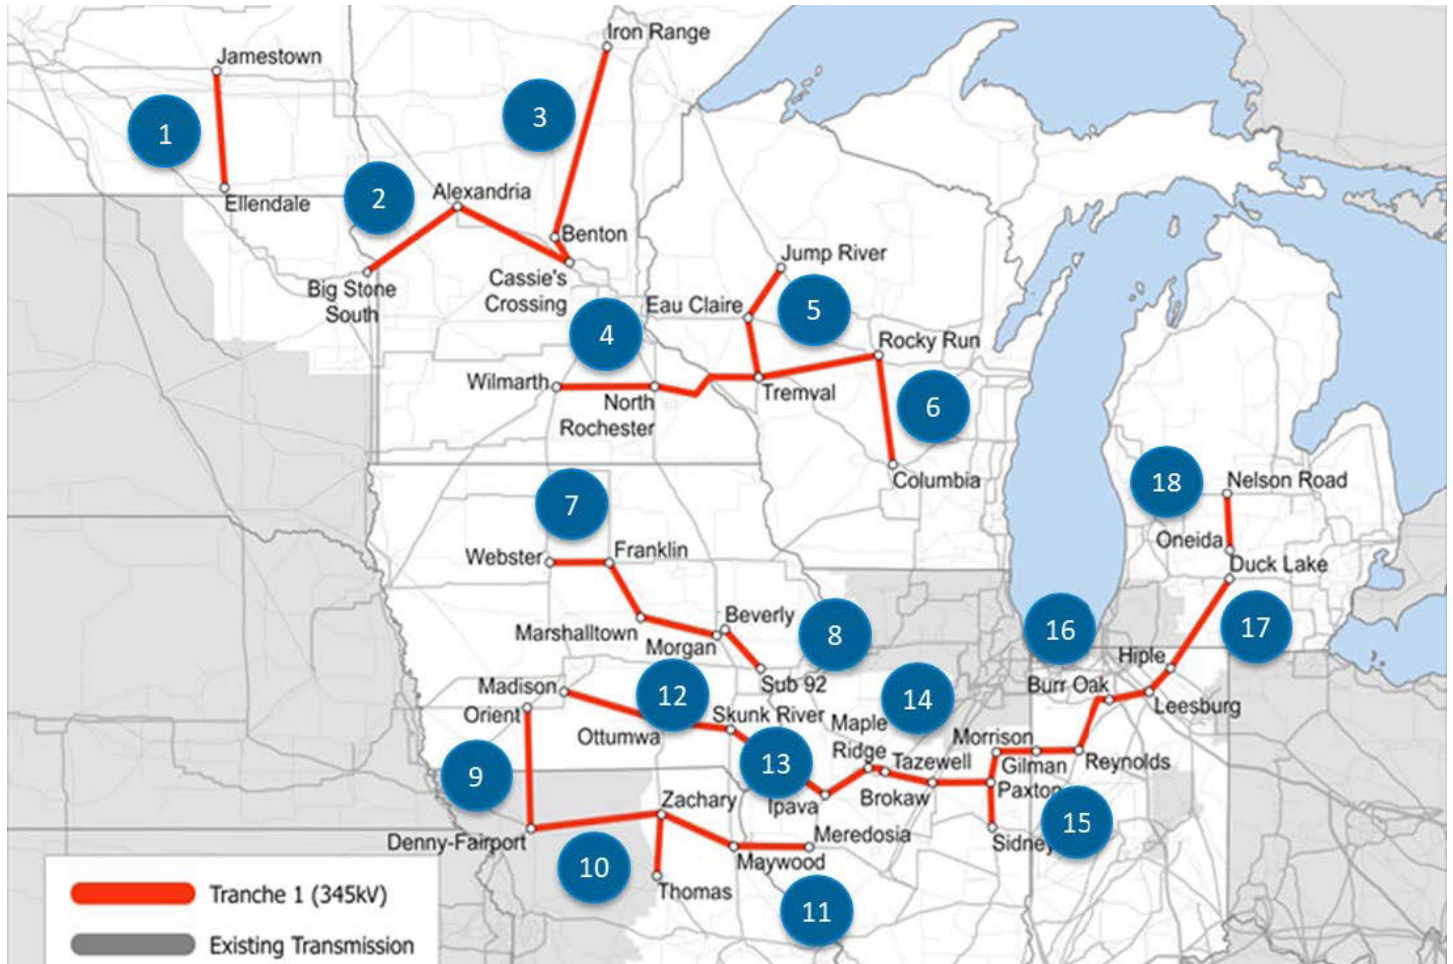 Iron Range
Jamestown
3
1
Alexandria
2
Ellendale
Benton
Jump River
Cassie's
Crossing
Big Stone
South
Eau Claire
5
4
Rocky Run
Wilmarth
North
Rochester
Tremval
6
Columbia
18
Nelson Road
7
Oneida
Webster
Franklin
Duck Lake
Beverly
Marshalltown
Morgan
8
16
17
Hiple
Sub 92
Madison
12
14
Burr Oak
Leesburg
Orient
Skunk River
Ottumwa
Maple
Ridge
Morrison
9
13
Tazewell
Gilman
Reynolds
Ipava
Brokaw
Paxton
Zachary
15
Denny-Fairport
Meredosia
Sidney
10
Maywood
Thomas
11
Tranche 1 (345kV)
Existing Transmission